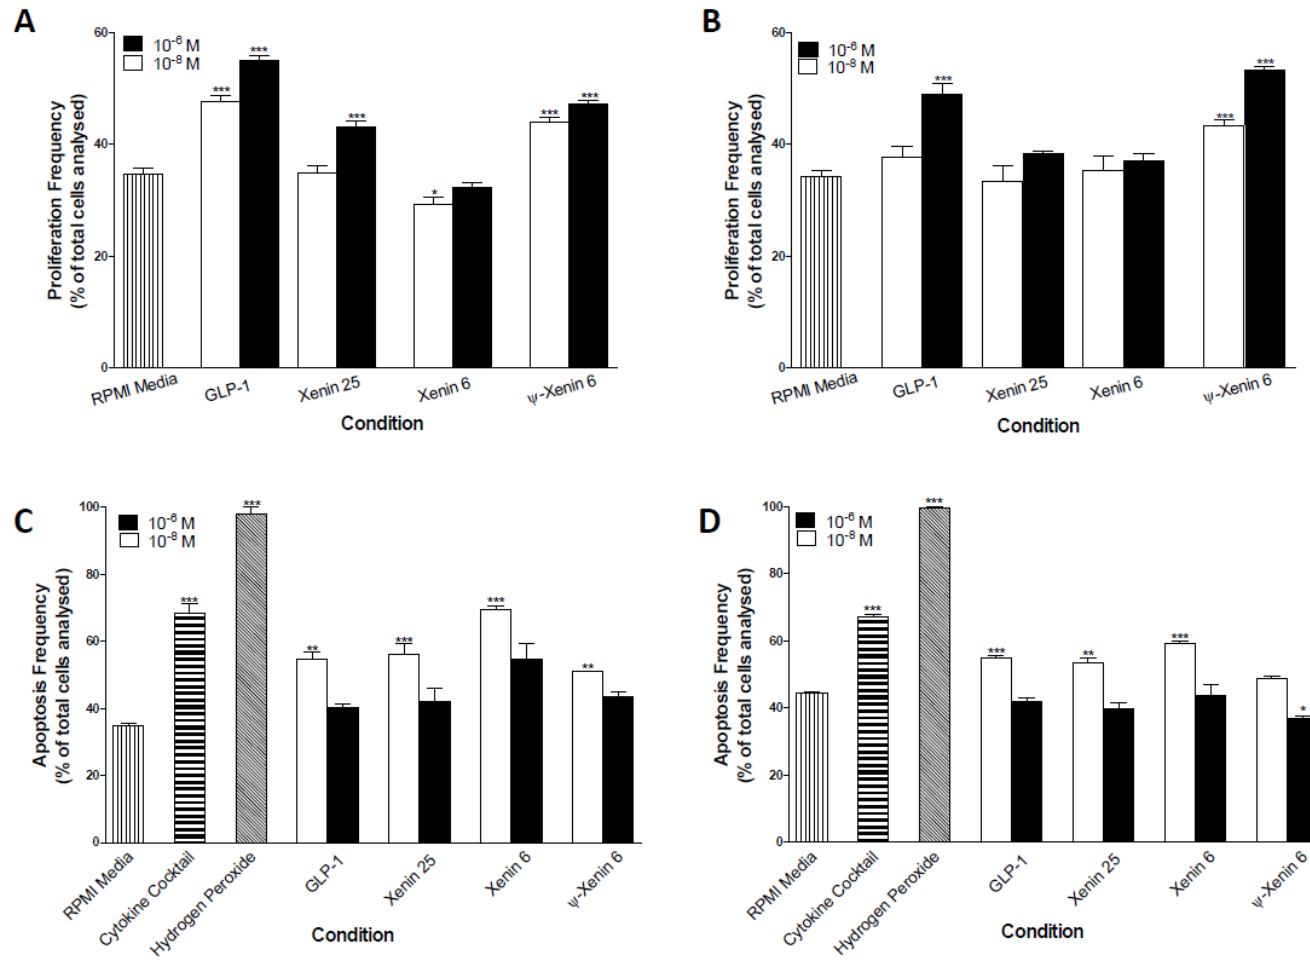 A
Proliferation Frequency
(% of total cells analysed)
60
40
20
0
10⁻⁶ M
10⁻⁸ M
***
***
***
*
***
***
RPMI Media
GLP-1
Xenin 25
Xenin 6
ψ-Xenin 6
Condition
B
Proliferation Frequency
(% of total cells analysed)
60
40
20
0
10⁻⁶ M
10⁻⁸ M
***
***
***
RPMI Media
GLP-1
Xenin 25
Xenin 6
ψ-Xenin 6
Condition
C
Apoptosis Frequency
(% of total cells analysed)
100
80
60
40
20
0
10⁻⁶ M
10⁻⁸ M
***
***
**
***
***
**
RPMI Media
Cytokine Cocktail
Hydrogen Peroxide
GLP-1
Xenin 25
Xenin 6
ψ-Xenin 6
Condition
D
Apoptosis Frequency
(% of total cells analysed)
100
80
60
40
20
0
10⁻⁶ M
10⁻⁸ M
***
***
***
**
***
*
RPMI Media
Cytokine Cocktail
Hydrogen Peroxide
GLP-1
Xenin 25
Xenin 6
ψ-Xenin 6
Condition